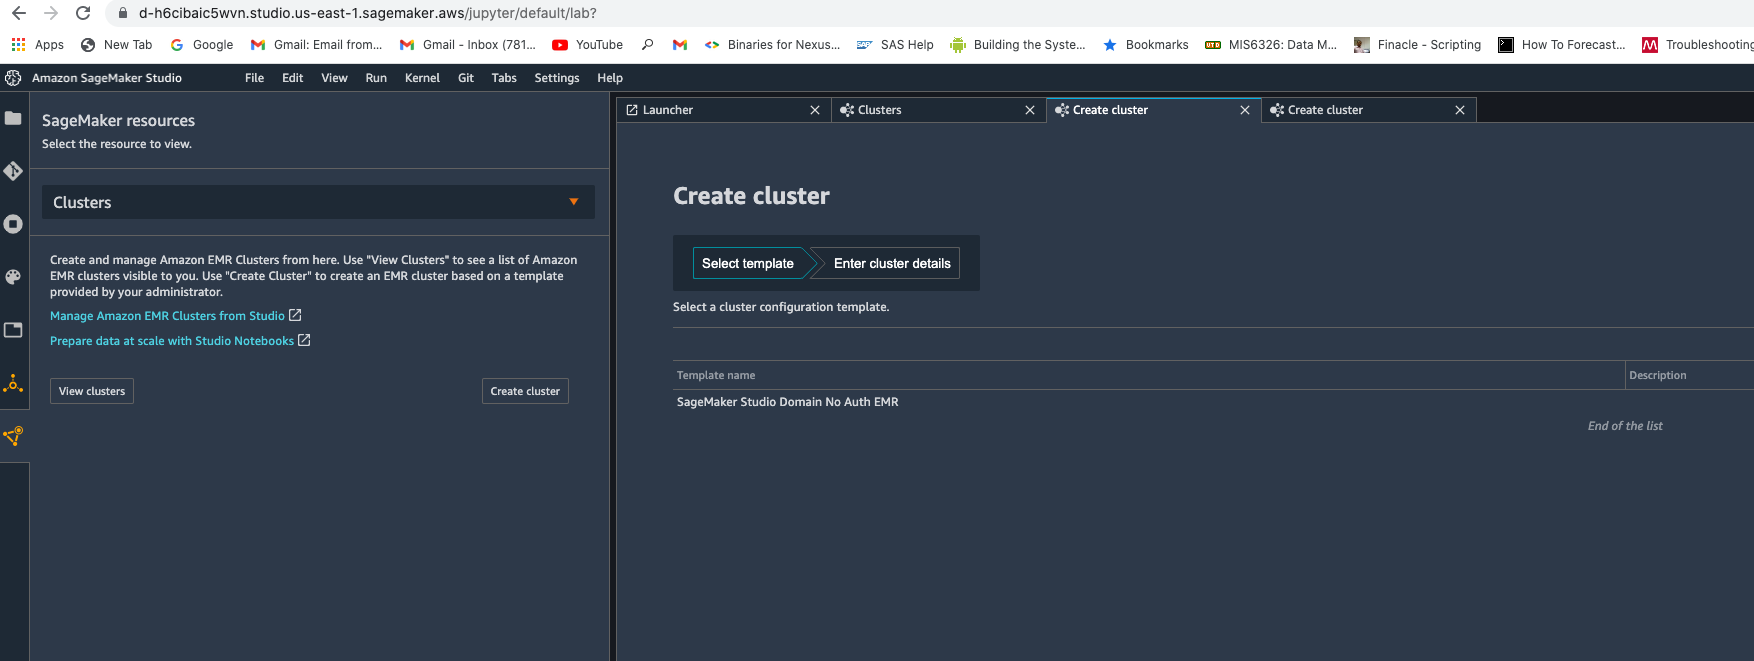 d-h6cibaic5wvn.studio.us-east-1.sagemaker.aws/jupyter/default/lab?
Apps New Tab Google Gmail: Email from... Gmail - Inbox (781... YouTube Binaries for Nexus... SAS Help Building the Syste... Bookmarks MIS6326: Data M... Finacle - Scripting How To Forecast... Troubleshooting
Amazon SageMaker Studio File Edit View Run Kernel Git Tabs Settings Help
Launcher Clusters Create cluster Create cluster
SageMaker resources
Select the resource to view.
Clusters
Create and manage Amazon EMR Clusters from here. Use "View Clusters" to see a list of Amazon
EMR clusters visible to you. Use "Create Cluster" to create an EMR cluster based on a template
provided by your administrator.
Manage Amazon EMR Clusters from Studio
Prepare data at scale with Studio Notebooks
View clusters Create cluster
Create cluster
Select template Enter cluster details
Select a cluster configuration template.
Template name Description
SageMaker Studio Domain No Auth EMR
End of the list